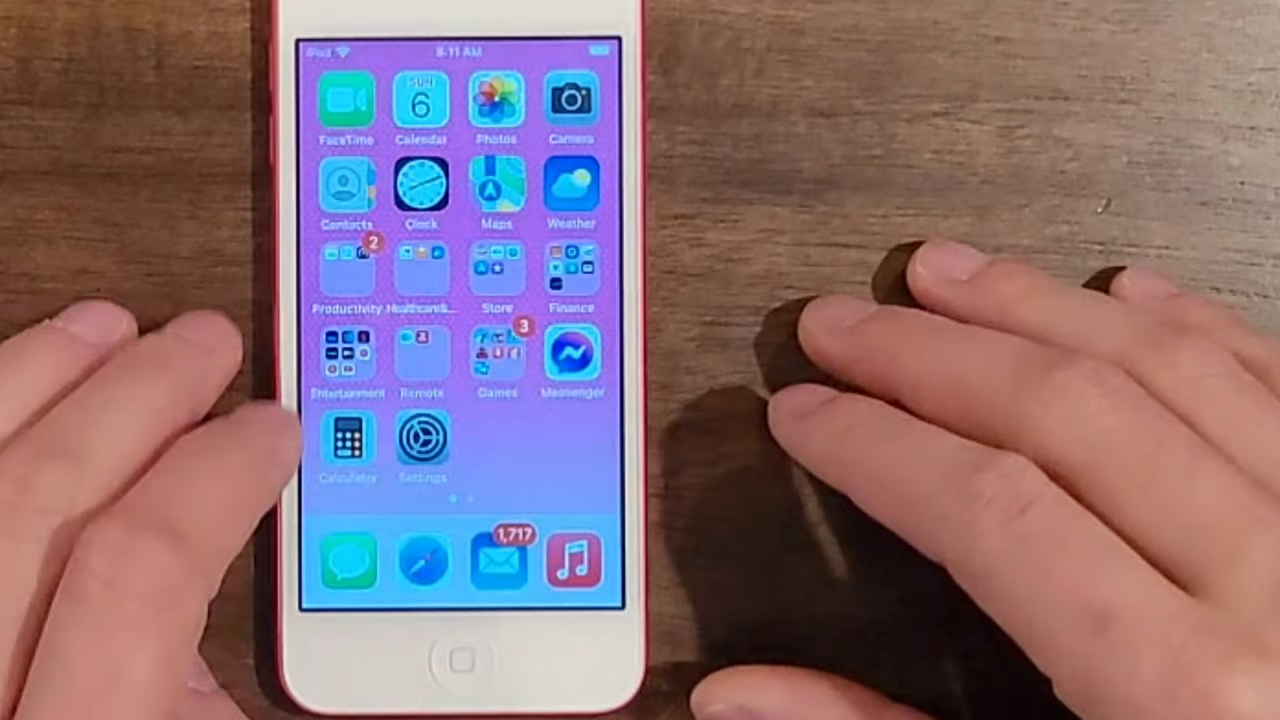 iPod 8:11 AM
SUN
6
FaceTime Calendar Photos Camera
Contacts Clock Maps Weather
2
Productivity Healthcare&... Store Finance
3
Entertainment Remote Games Messenger
Calculator Settings
1,717